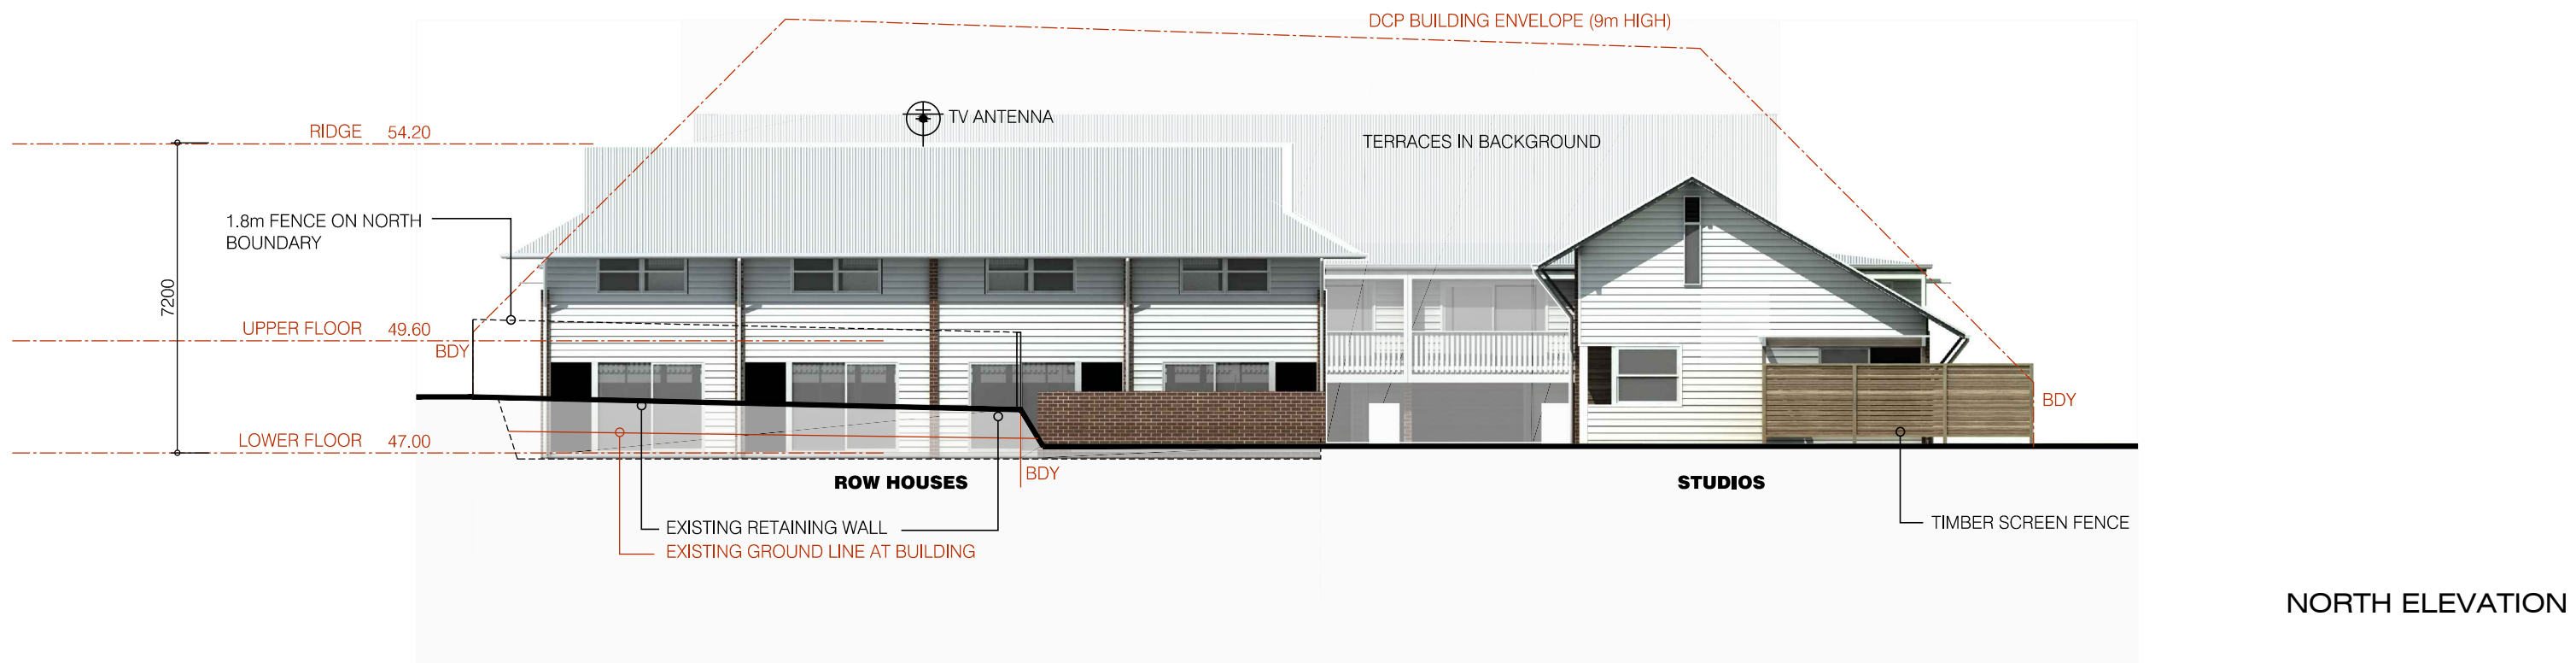 DCP BUILDING ENVELOPE (9m HIGH)
TV ANTENNA
RIDGE 54.20
TERRACES IN BACKGROUND
1.8m FENCE ON NORTH
BOUNDARY
7200
UPPER FLOOR 49.60
BDY
BDY
LOWER FLOOR 47.00
BDY
ROW HOUSES
STUDIOS
EXISTING RETAINING WALL
TIMBER SCREEN FENCE
EXISTING GROUND LINE AT BUILDING
NORTH ELEVATION